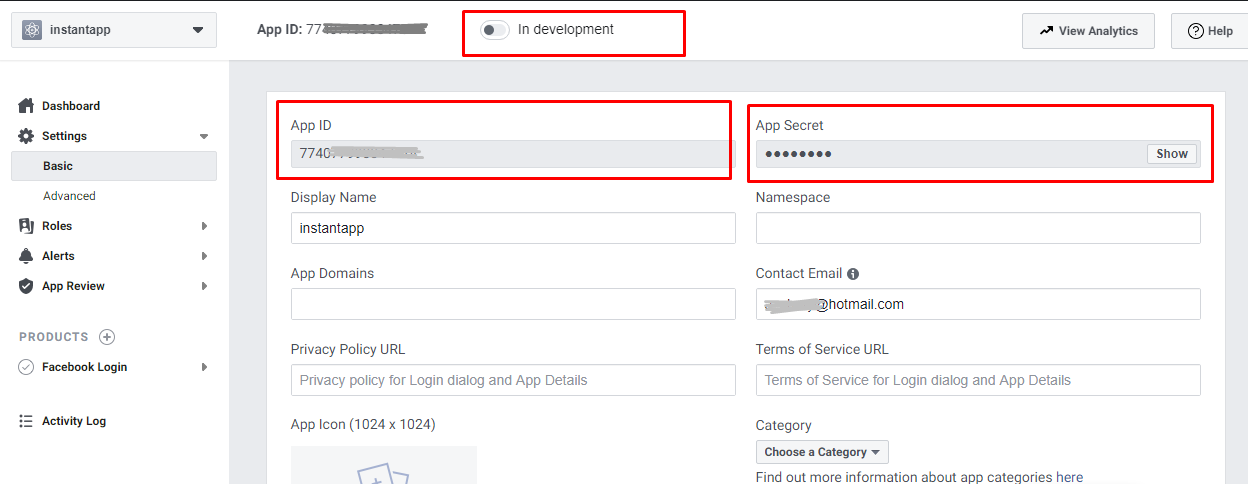 instantapp
App ID: 77
In development
View Analytics
Help
Dashboard
Settings
Basic
Advanced
Roles
Alerts
App Review
PRODUCTS
Facebook Login
Activity Log
App ID
App Secret
7740
●●●●●●●●
Show
Display Name
Namespace
instantapp
App Domains
Contact Email
@hotmail.com
Privacy Policy URL
Terms of Service URL
Privacy policy for Login dialog and App Details
Terms of Service for Login dialog and App Details
App Icon (1024 x 1024)
Category
Choose a Category
Find out more information about app categories here